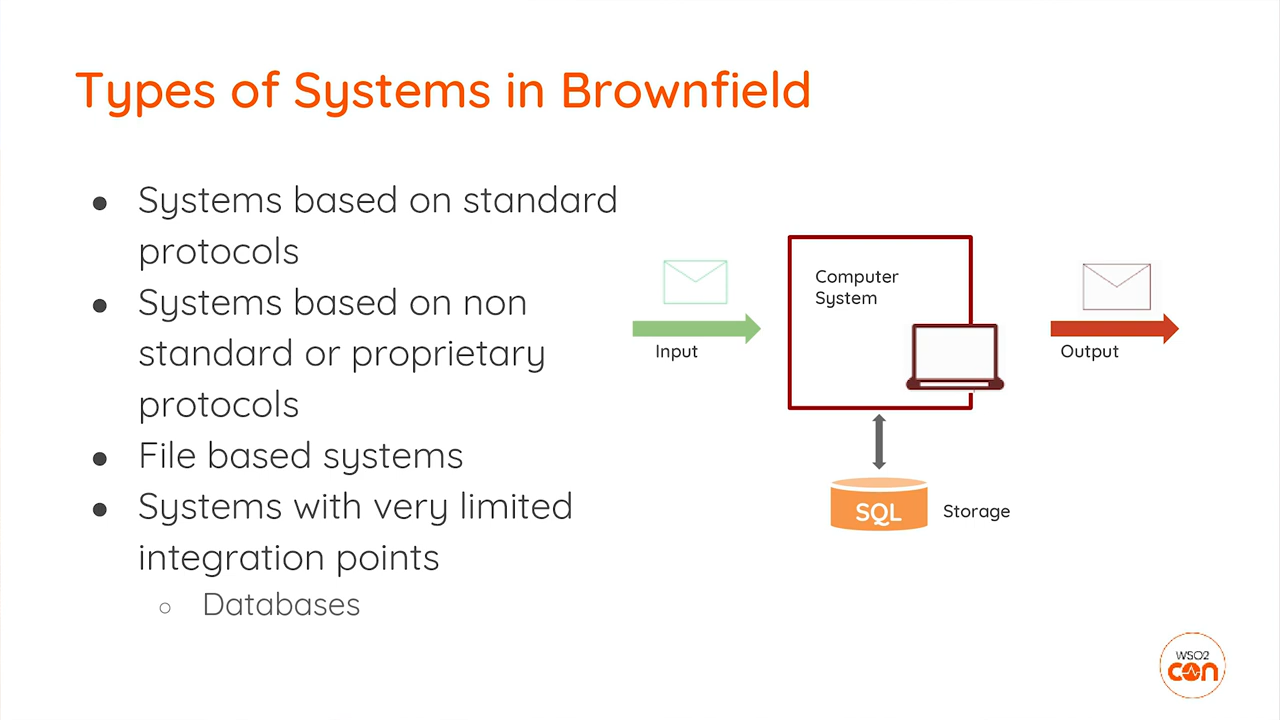 Types of Systems in Brownfield
● Systems based on standard
protocols
● Systems based on non
standard or proprietary
protocols
● File based systems
● Systems with very limited
integration points
○ Databases
Input
Computer
System
Output
SQL
Storage
WSO2
con